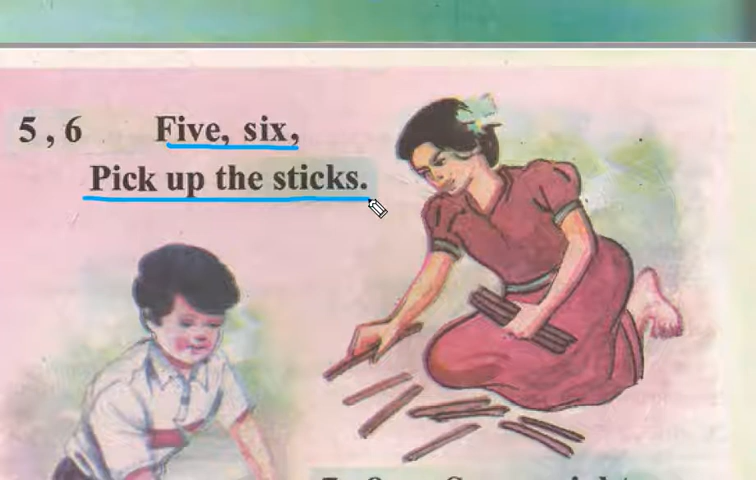 5, 6 Five, six,
Pick up the sticks.